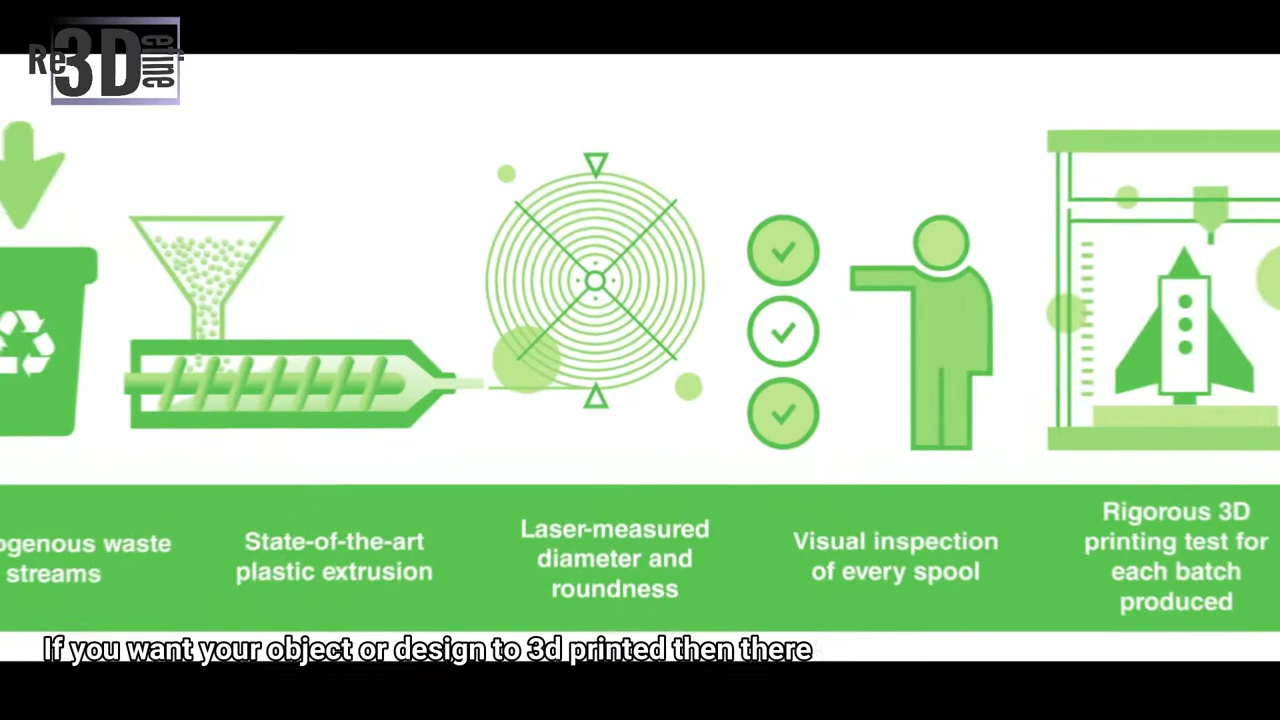 Re3Define
ogenous waste
streams
State-of-the-art
plastic extrusion
Laser-measured
diameter and
roundness
Visual inspection
of every spool
Rigorous 3D
printing test for
each batch
produced
If you want your object or design to 3d printed then there